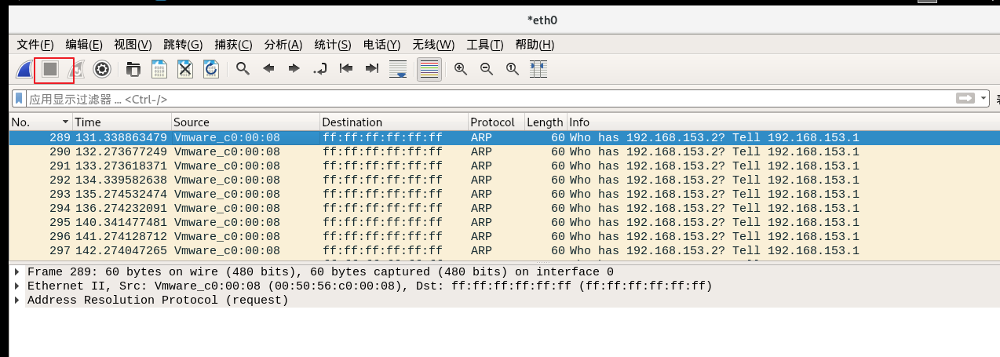 *eth0
文件(F) 编辑(E) 视图(V) 跳转(G) 捕获(C) 分析(A) 统计(S) 电话(Y) 无线(W) 工具(T) 帮助(H)
应用显示过滤器 … <Ctrl-/>
No. Time Source Destination Protocol Length Info
289 131.338863479 Vmware_c0:00:08 ff:ff:ff:ff:ff:ff ARP 60 Who has 192.168.153.2? Tell 192.168.153.1
290 132.273677249 Vmware_c0:00:08 ff:ff:ff:ff:ff:ff ARP 60 Who has 192.168.153.2? Tell 192.168.153.1
291 133.273618371 Vmware_c0:00:08 ff:ff:ff:ff:ff:ff ARP 60 Who has 192.168.153.2? Tell 192.168.153.1
292 134.339582638 Vmware_c0:00:08 ff:ff:ff:ff:ff:ff ARP 60 Who has 192.168.153.2? Tell 192.168.153.1
293 135.274532474 Vmware_c0:00:08 ff:ff:ff:ff:ff:ff ARP 60 Who has 192.168.153.2? Tell 192.168.153.1
294 136.274232091 Vmware_c0:00:08 ff:ff:ff:ff:ff:ff ARP 60 Who has 192.168.153.2? Tell 192.168.153.1
295 140.341477481 Vmware_c0:00:08 ff:ff:ff:ff:ff:ff ARP 60 Who has 192.168.153.2? Tell 192.168.153.1
296 141.274128712 Vmware_c0:00:08 ff:ff:ff:ff:ff:ff ARP 60 Who has 192.168.153.2? Tell 192.168.153.1
297 142.274047265 Vmware_c0:00:08 ff:ff:ff:ff:ff:ff ARP 60 Who has 192.168.153.2? Tell 192.168.153.1
Frame 289: 60 bytes on wire (480 bits), 60 bytes captured (480 bits) on interface 0
Ethernet II, Src: Vmware_c0:00:08 (00:50:56:c0:00:08), Dst: ff:ff:ff:ff:ff:ff (ff:ff:ff:ff:ff:ff)
Address Resolution Protocol (request)